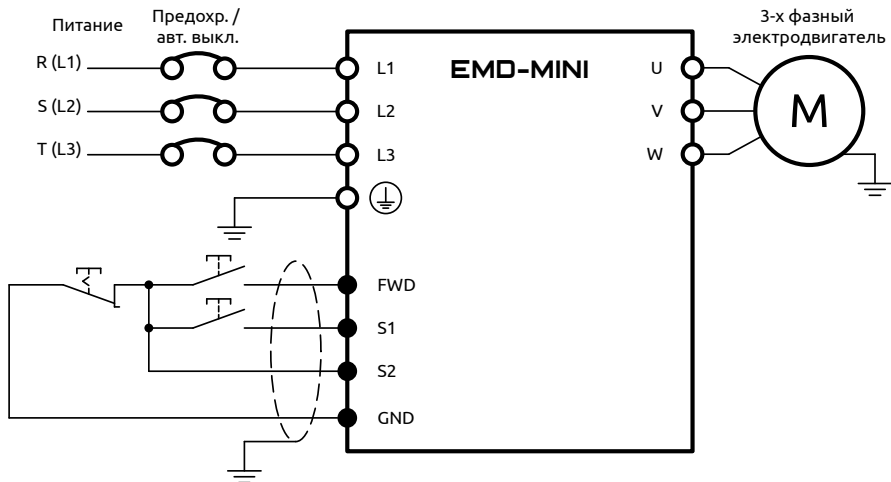 Питание
Предохр. /
авт. выкл.
3-х фазный
электродвигатель
R (L1)
L1
EMD-MINI
U
M
S (L2)
L2
V
T (L3)
L3
W
FWD
S1
S2
GND